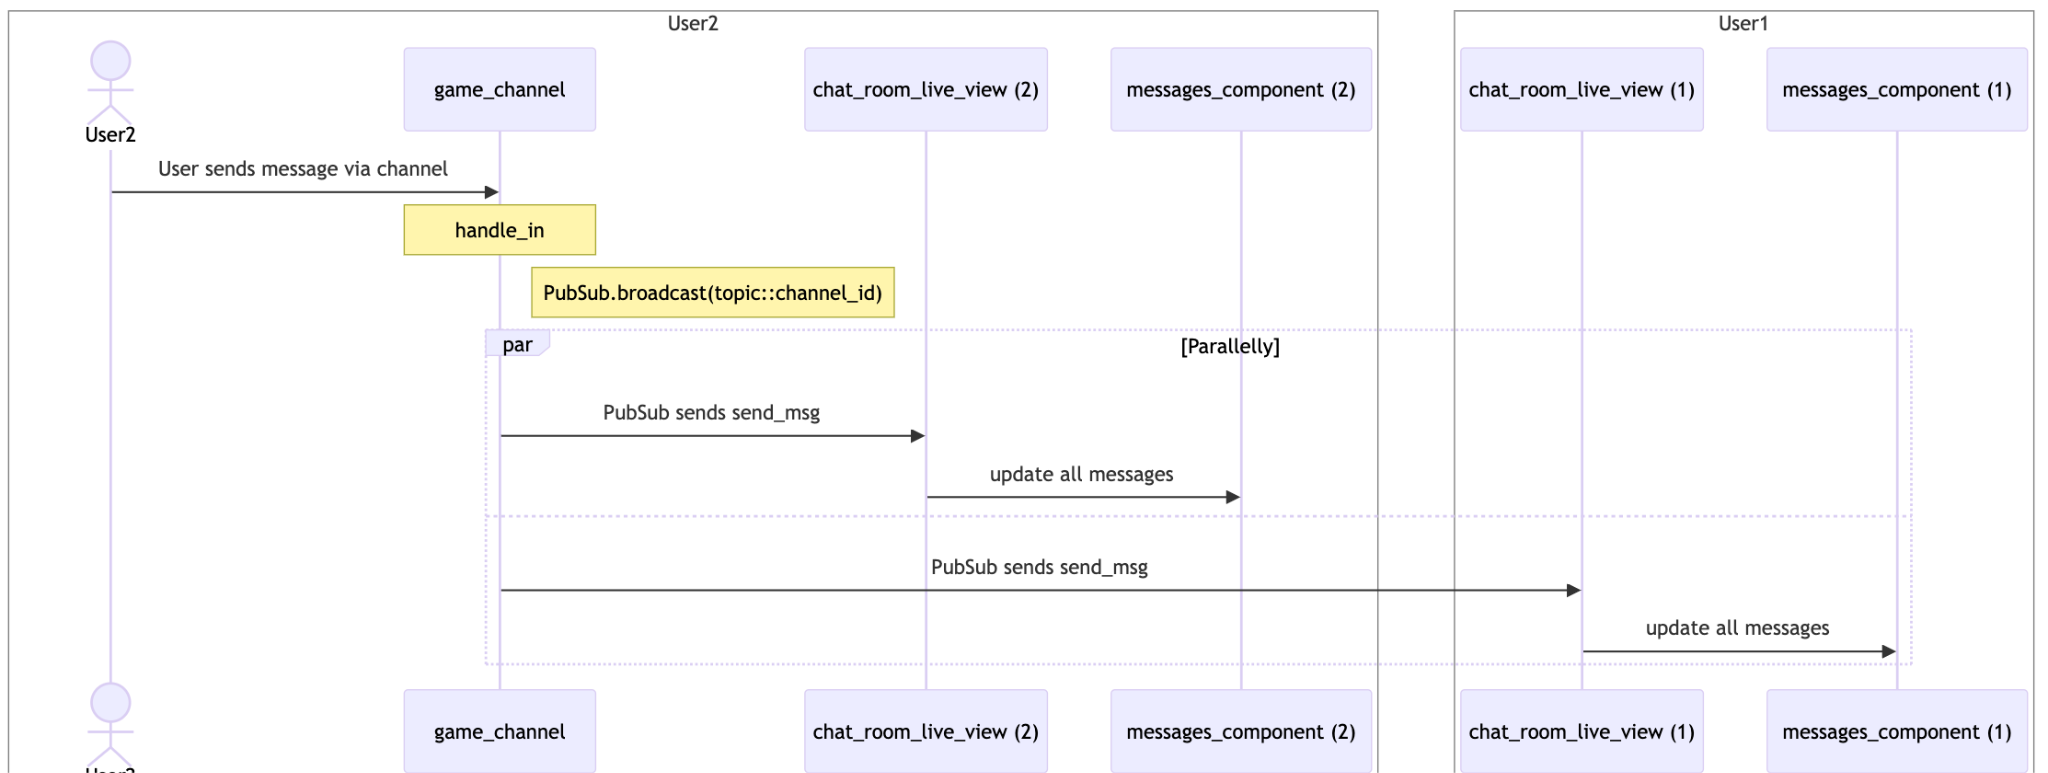 User2
User1
User2
game_channel
chat_room_live_view (2)
messages_component (2)
chat_room_live_view (1)
messages_component (1)
User sends message via channel
handle_in
PubSub.broadcast(topic::channel_id)
par
[Parallelly]
PubSub sends send_msg
update all messages
PubSub sends send_msg
update all messages
game_channel
chat_room_live_view (2)
messages_component (2)
chat_room_live_view (1)
messages_component (1)